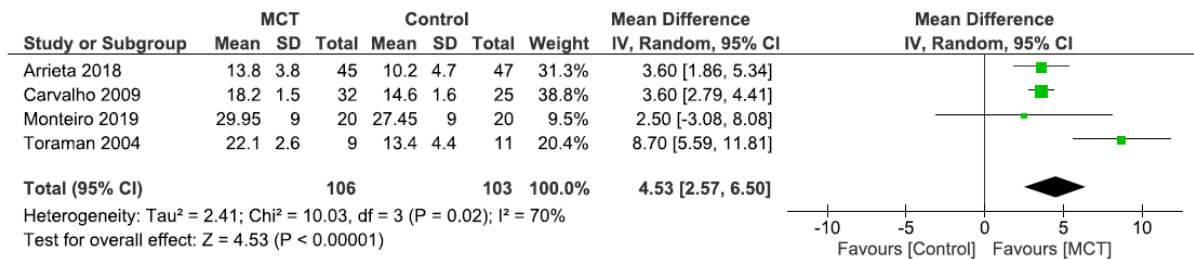 MCT Control Mean Difference Mean Difference
Study or Subgroup Mean SD Total Mean SD Total Weight IV, Random, 95% CI IV, Random, 95% CI
Arrieta 2018 13.8 3.8 45 10.2 4.7 47 31.3% 3.60 [1.86, 5.34]
Carvalho 2009 18.2 1.5 32 14.6 1.6 25 38.8% 3.60 [2.79, 4.41]
Monteiro 2019 29.95 9 20 27.45 9 20 9.5% 2.50 [-3.08, 8.08]
Toraman 2004 22.1 2.6 9 13.4 4.4 11 20.4% 8.70 [5.59, 11.81]
Total (95% CI) 106 103 100.0% 4.53 [2.57, 6.50]
Heterogeneity: Tau² = 2.41; Chi² = 10.03, df = 3 (P = 0.02); I² = 70%
Test for overall effect: Z = 4.53 (P < 0.00001)
-10 -5 0 5 10
Favours [Control] Favours [MCT]